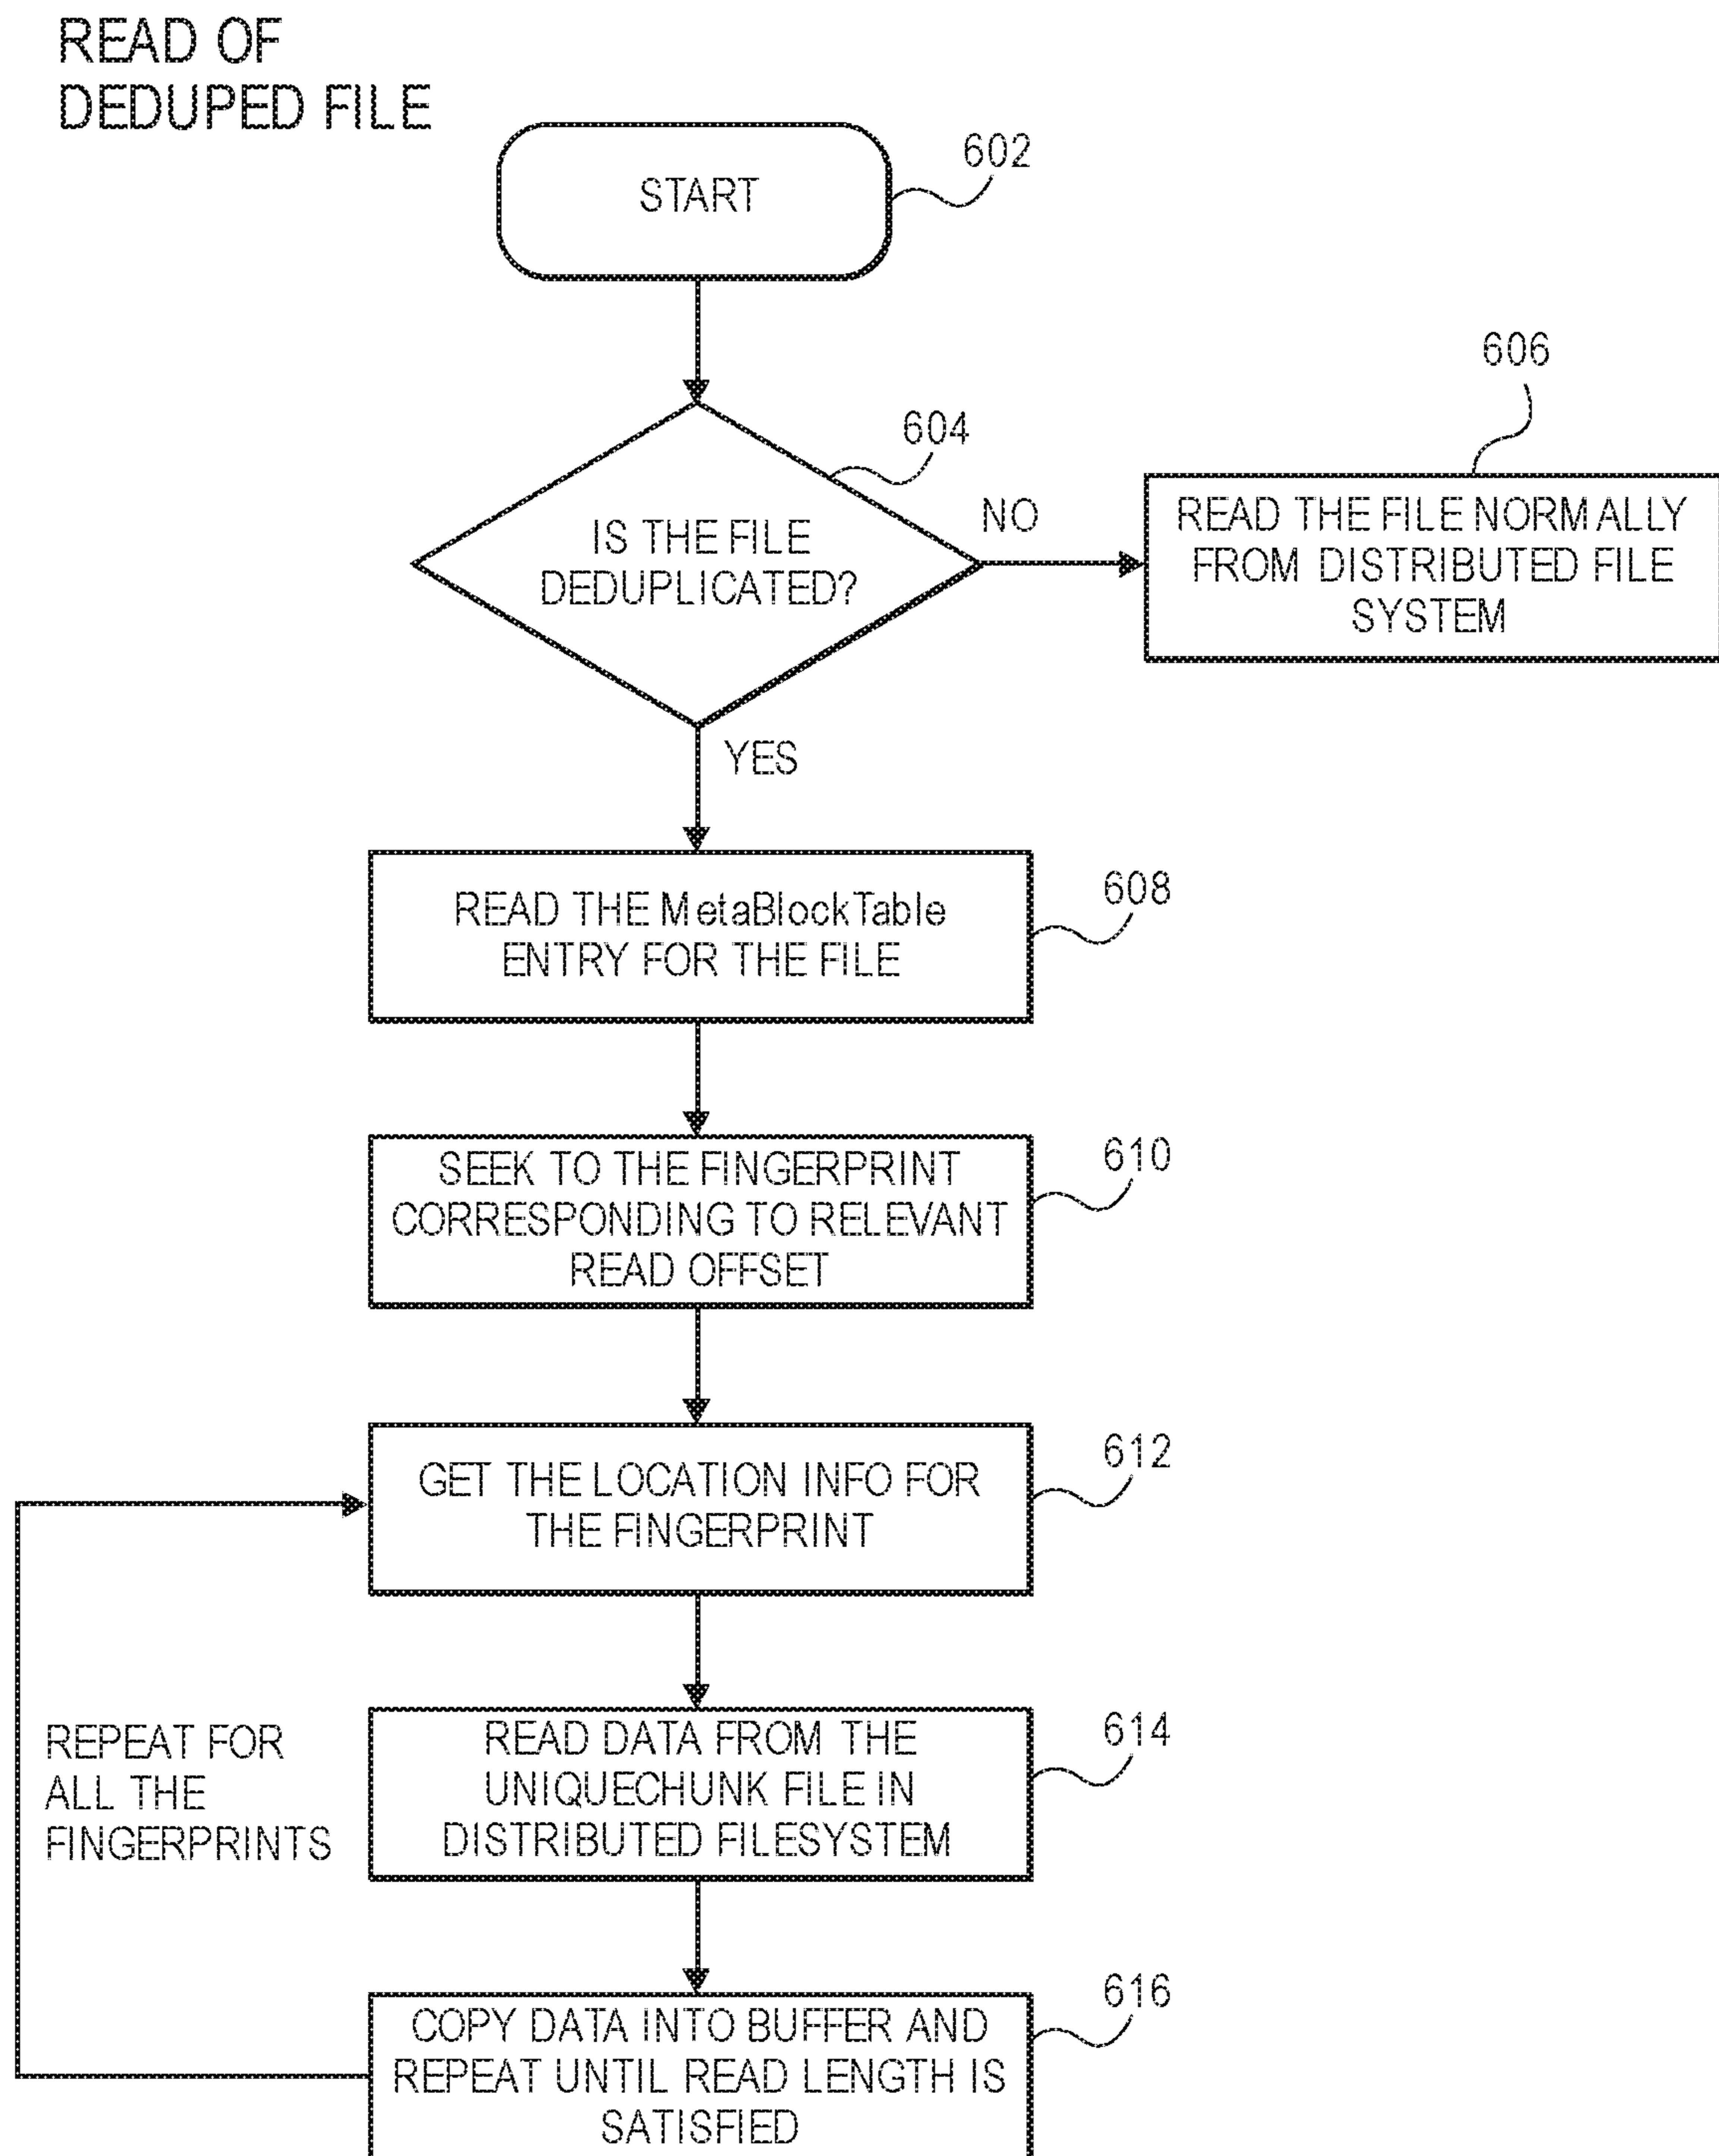 READ OF
DEDUPED FILE
START
602
604
IS THE FILE
DEDUPLICATED?
NO
606
READ THE FILE NORMALLY
FROM DISTRIBUTED FILE
SYSTEM
YES
READ THE MetaBlockTable
ENTRY FOR THE FILE
608
SEEK TO THE FINGERPRINT
CORRESPONDING TO RELEVANT
READ OFFSET
610
GET THE LOCATION INFO FOR
THE FINGERPRINT
612
READ DATA FROM THE
UNIQUECHUNK FILE IN
DISTRIBUTED FILESYSTEM
614
REPEAT FOR
ALL THE
FINGERPRINTS
COPY DATA INTO BUFFER AND
REPEAT UNTIL READ LENGTH IS
SATISFIED
616